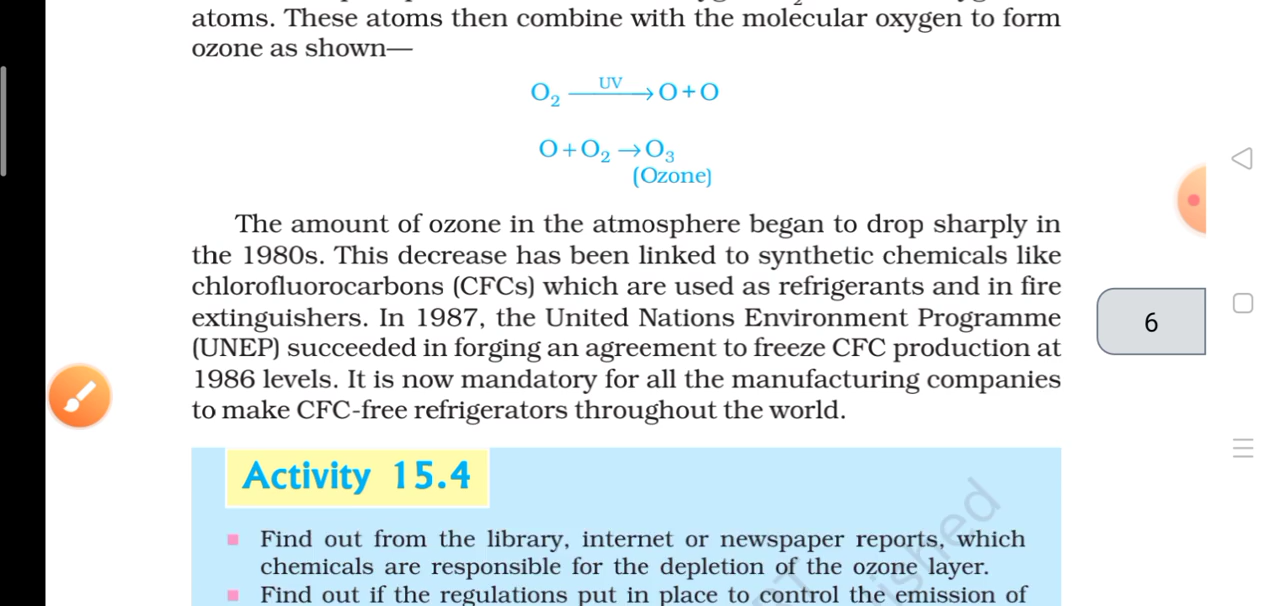 atoms. These atoms then combine with the molecular oxygen to form
ozone as shown—
O₂ —UV→ O+O
O+O₂ →O₃
(Ozone)
The amount of ozone in the atmosphere began to drop sharply in
the 1980s. This decrease has been linked to synthetic chemicals like
chlorofluorocarbons (CFCs) which are used as refrigerants and in fire
extinguishers. In 1987, the United Nations Environment Programme
(UNEP) succeeded in forging an agreement to freeze CFC production at
1986 levels. It is now mandatory for all the manufacturing companies
to make CFC-free refrigerators throughout the world.
6
Activity 15.4
Find out from the library, internet or newspaper reports, which
chemicals are responsible for the depletion of the ozone layer.
Find out if the regulations put in place to control the emission of